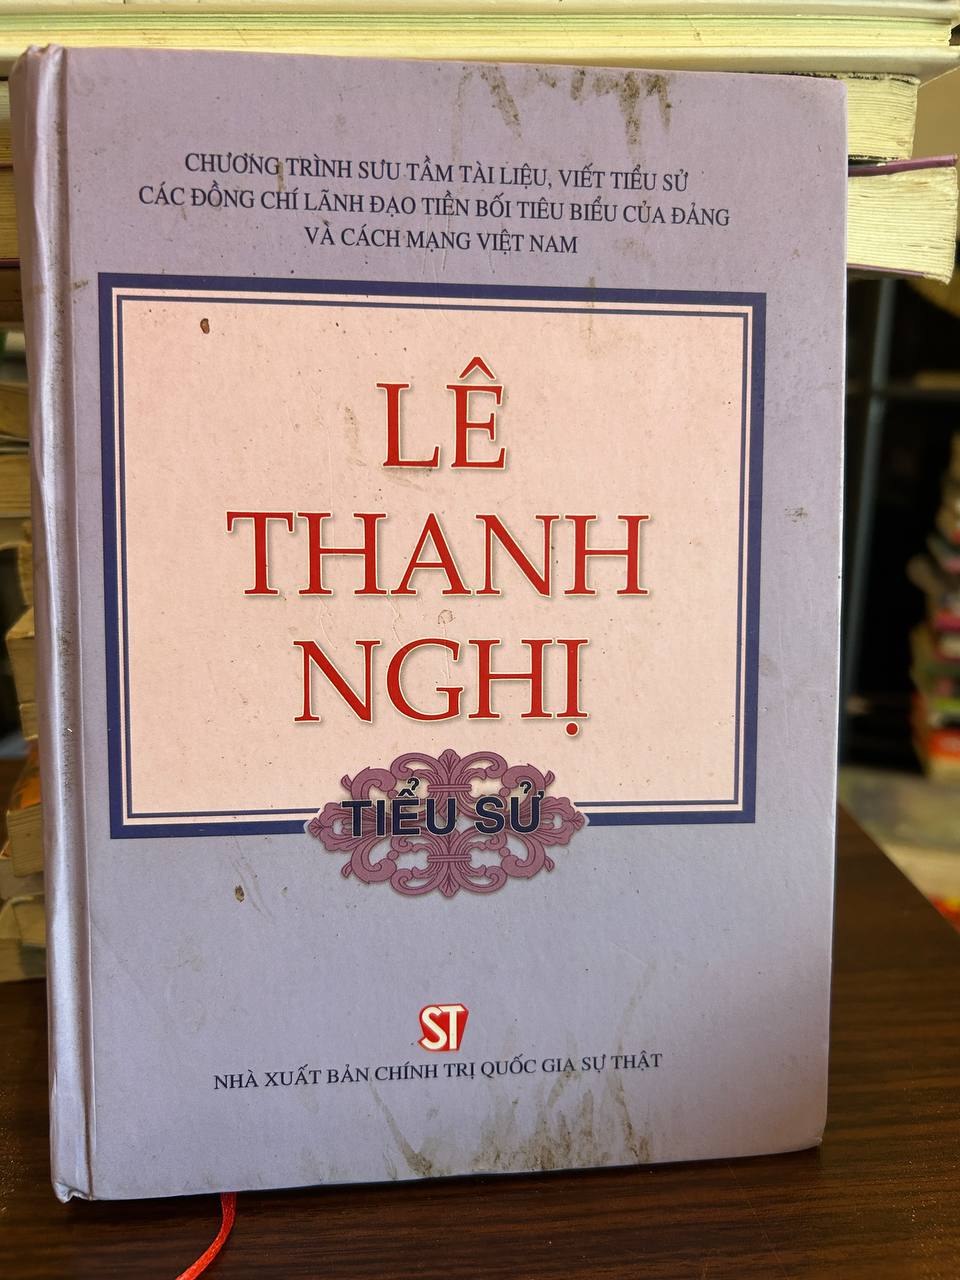 CHƯƠNG TRÌNH SƯU TẦM TÀI LIỆU, VIẾT TIỂU SỬ
CÁC ĐỒNG CHÍ LÃNH ĐẠO TIỀN BỐI TIÊU BIỂU CỦA ĐẢNG
VÀ CÁCH MẠNG VIỆT NAM
LÊ
THANH
NGHỊ
TIỂU SỬ
ST
NHÀ XUẤT BẢN CHÍNH TRỊ QUỐC GIA SỰ THẬT